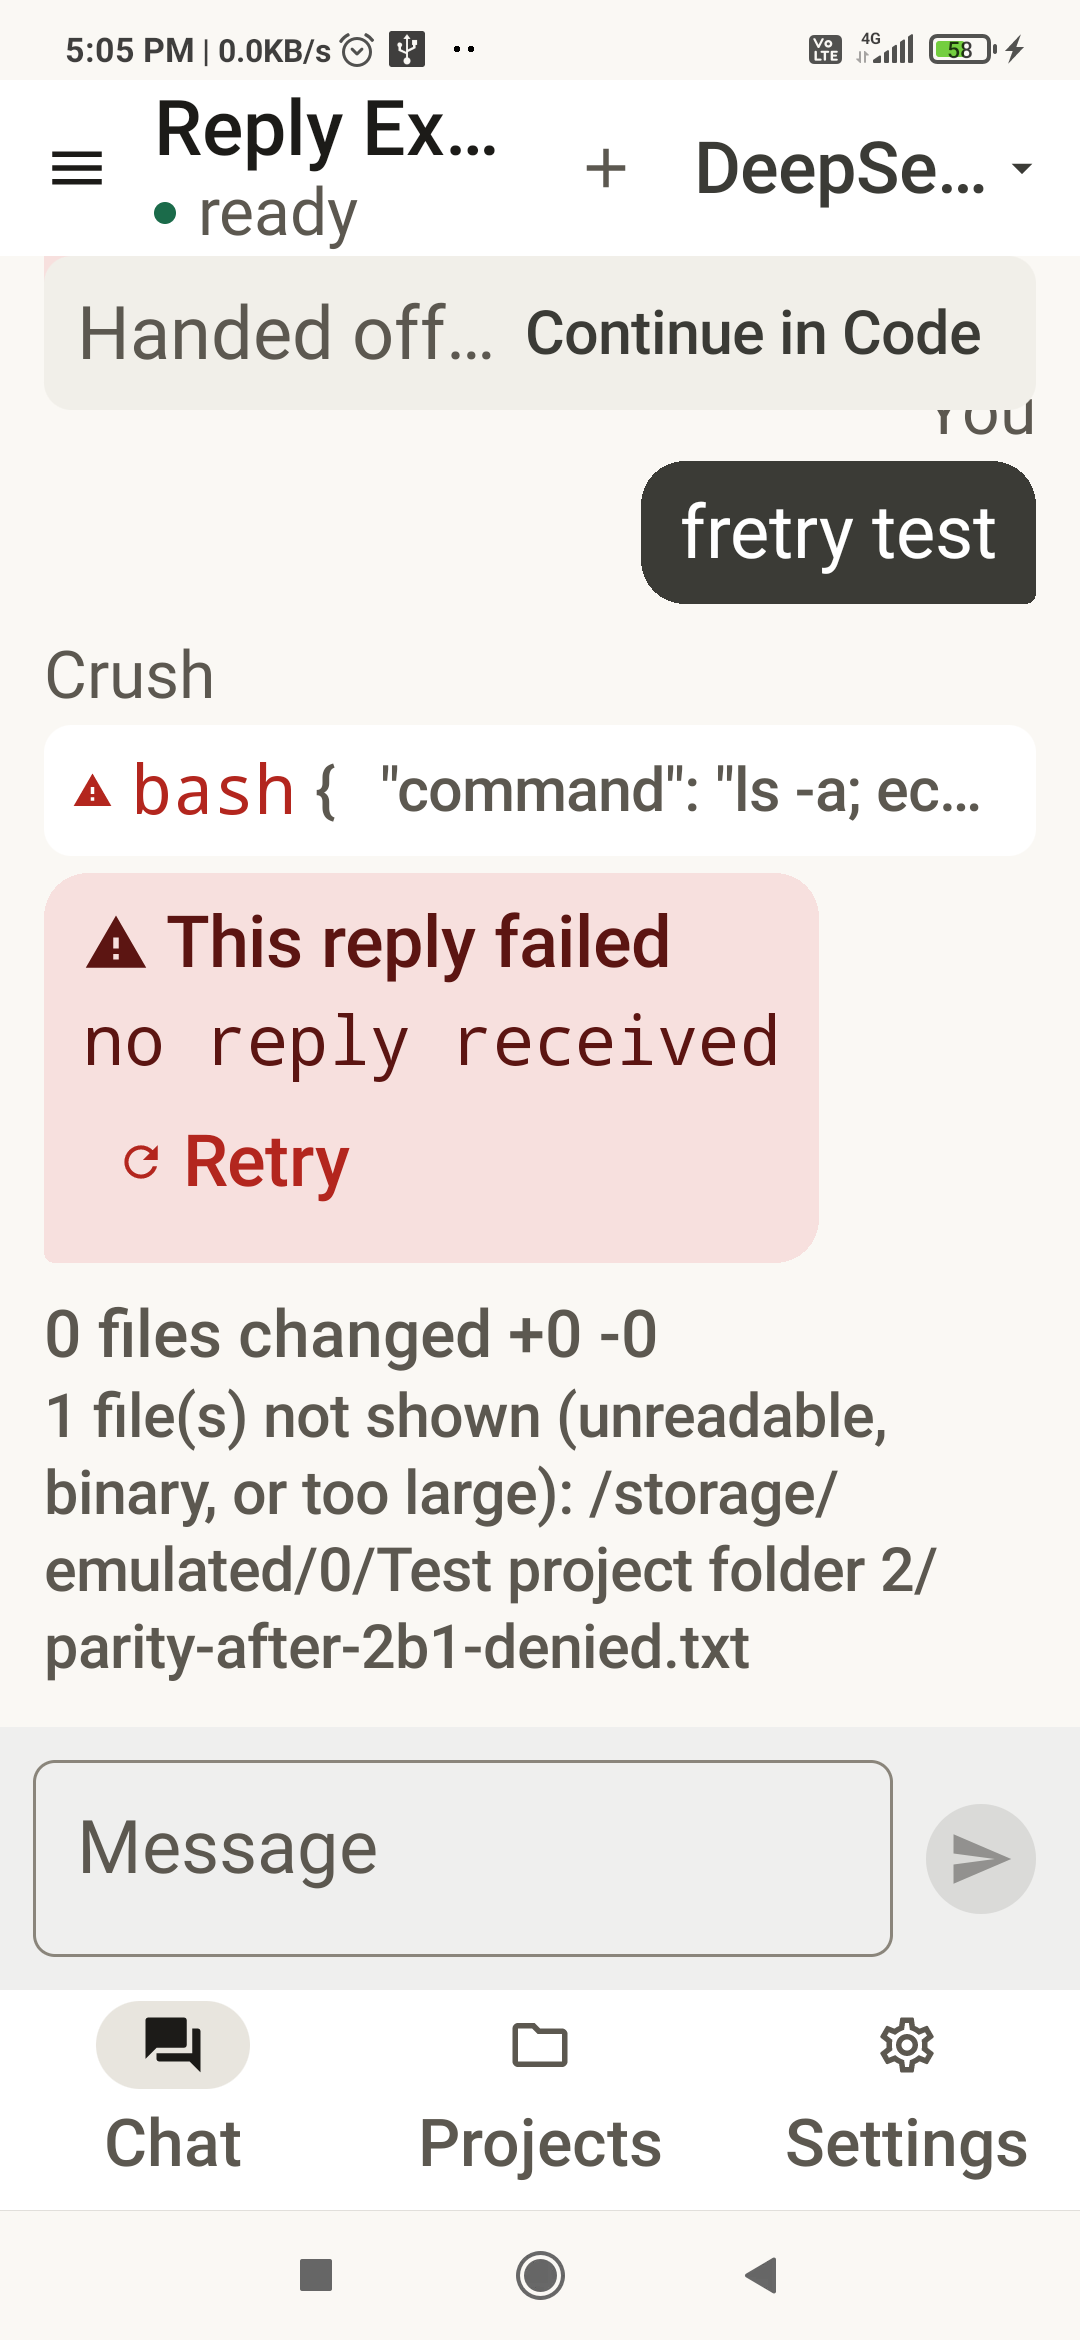 5:05 PM | 0.0KB/s
Vo LTE 4G 58
Reply Ex...
ready
+
DeepSe...
Handed off...
Continue in Code
You
fretry test
Crush
bash { "command": "ls -a; ec...
This reply failed
no reply received
Retry
0 files changed +0 -0
1 file(s) not shown (unreadable,
binary, or too large): /storage/
emulated/0/Test project folder 2/
parity-after-2b1-denied.txt
Message
Chat
Projects
Settings